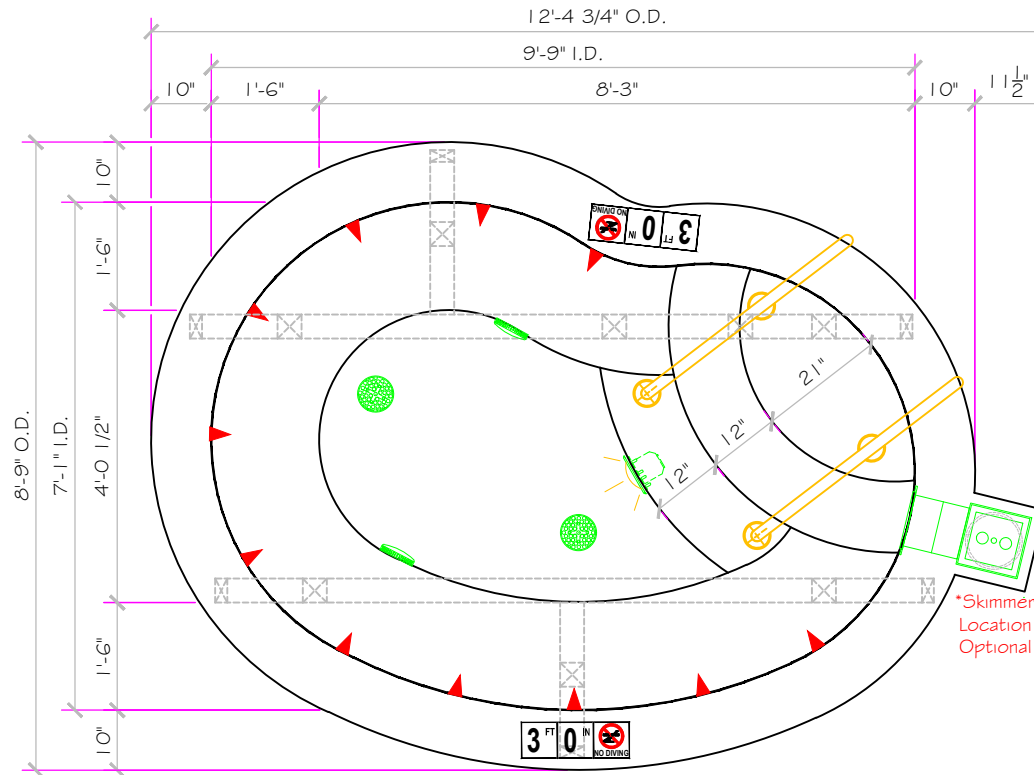 12'-4 3/4" O.D.
9'-9" I.D.
10" 1'-6" 8'-3" 10" 11 1/2"
10"
1'-6"
8'-9" O.D.
7'-1" I.D.
4'-0 1/2"
1'-6"
10"
3 FT 0 IN NO DIVING
21"
12"
12"
*Skimmer
Location
Optional
3 FT 0 IN NO DIVING